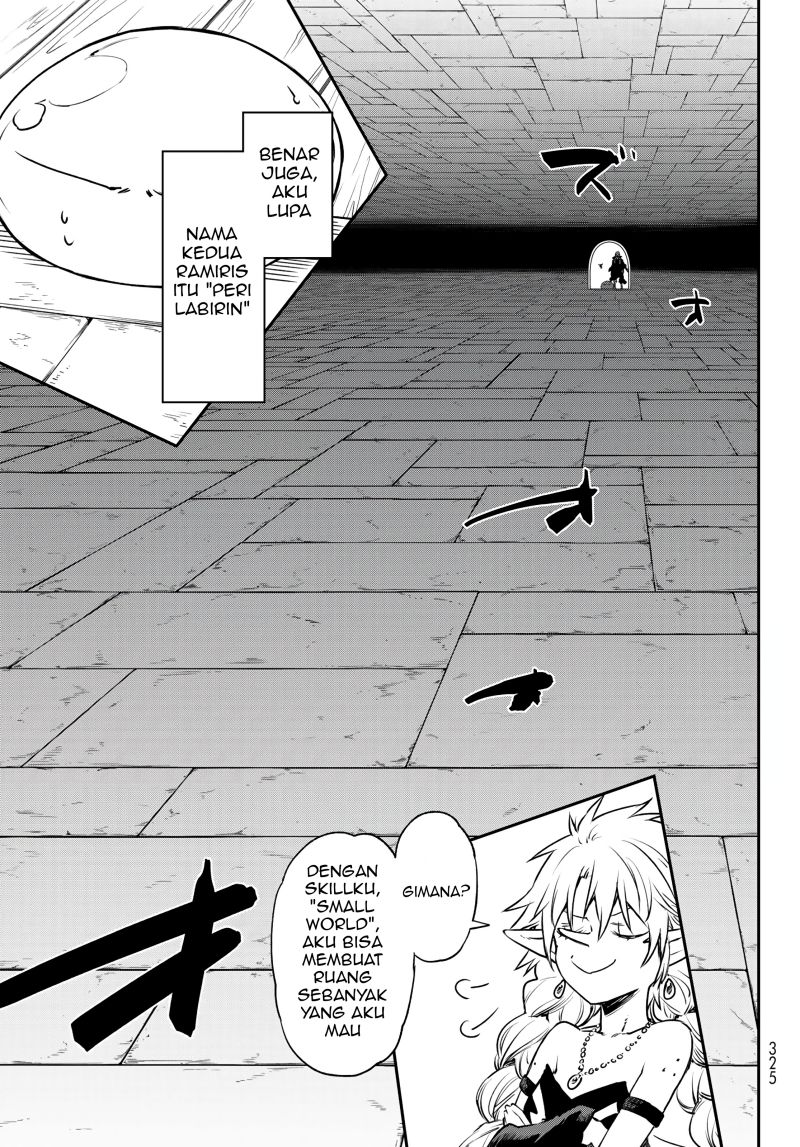 BENAR
JUGA,
AKU
LUPA
NAMA
KEDUA
RAMIRIS
ITU "PERI
LABIRIN"
ズ
オ
オ
オ
オ
GIMANA?
DENGAN
SKILLKU,
"SMALL
WORLD",
AKU BISA
MEMBUAT
RUANG
SEBANYAK
YANG AKU
MAU
325